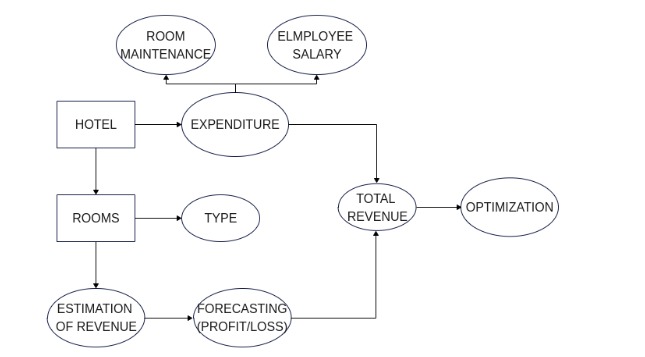 ROOM
MAINTENANCE
ELMPLOYEE
SALARY
HOTEL
EXPENDITURE
ROOMS
TYPE
TOTAL
REVENUE
OPTIMIZATION
ESTIMATION
OF REVENUE
FORECASTING
(PROFIT/LOSS)